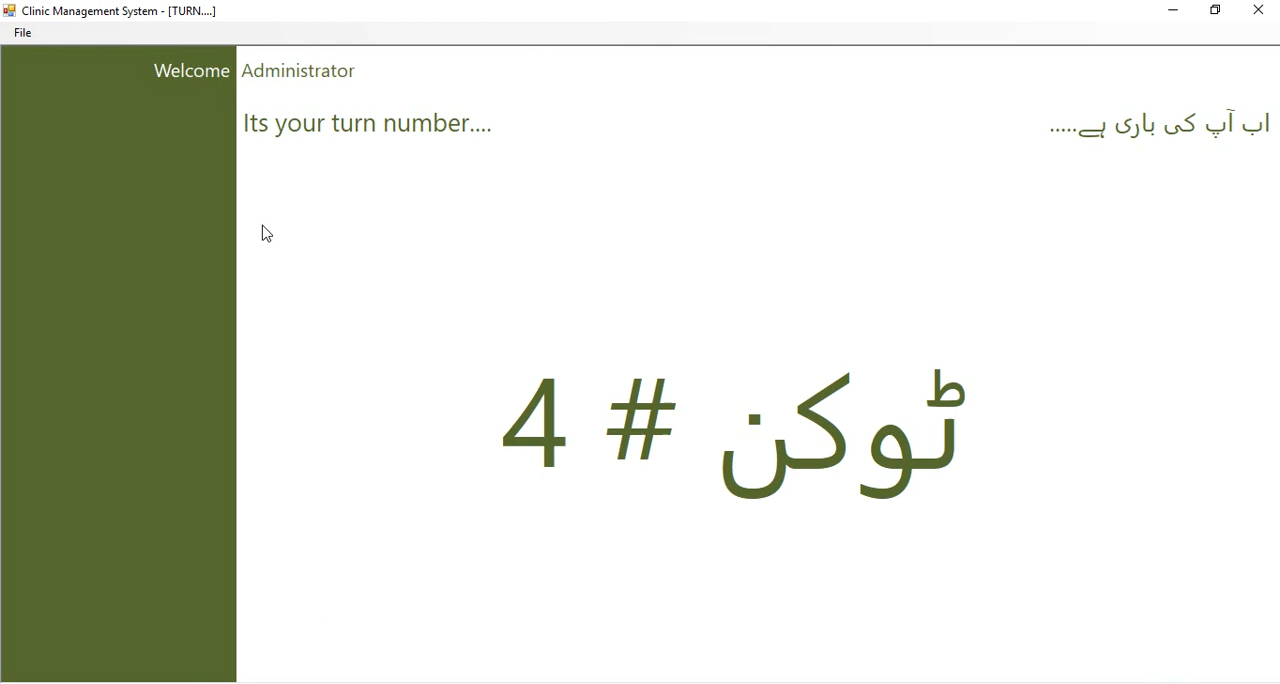 Clinic Management System - [TURN....]
File
Welcome Administrator
Its your turn number....
اب آپ کی باری ہے.....
ٹوکن # 4